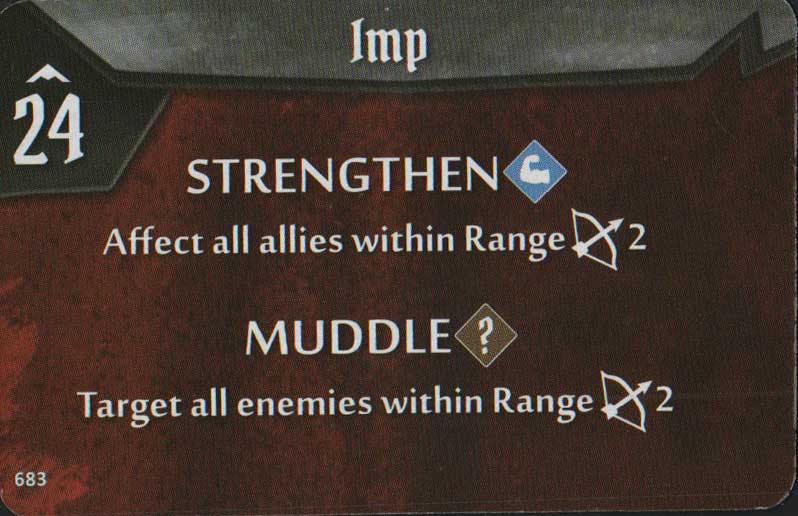 Imp
24
STRENGTHEN
Affect all allies within Range 2
MUDDLE ?
Target all enemies within Range 2
683